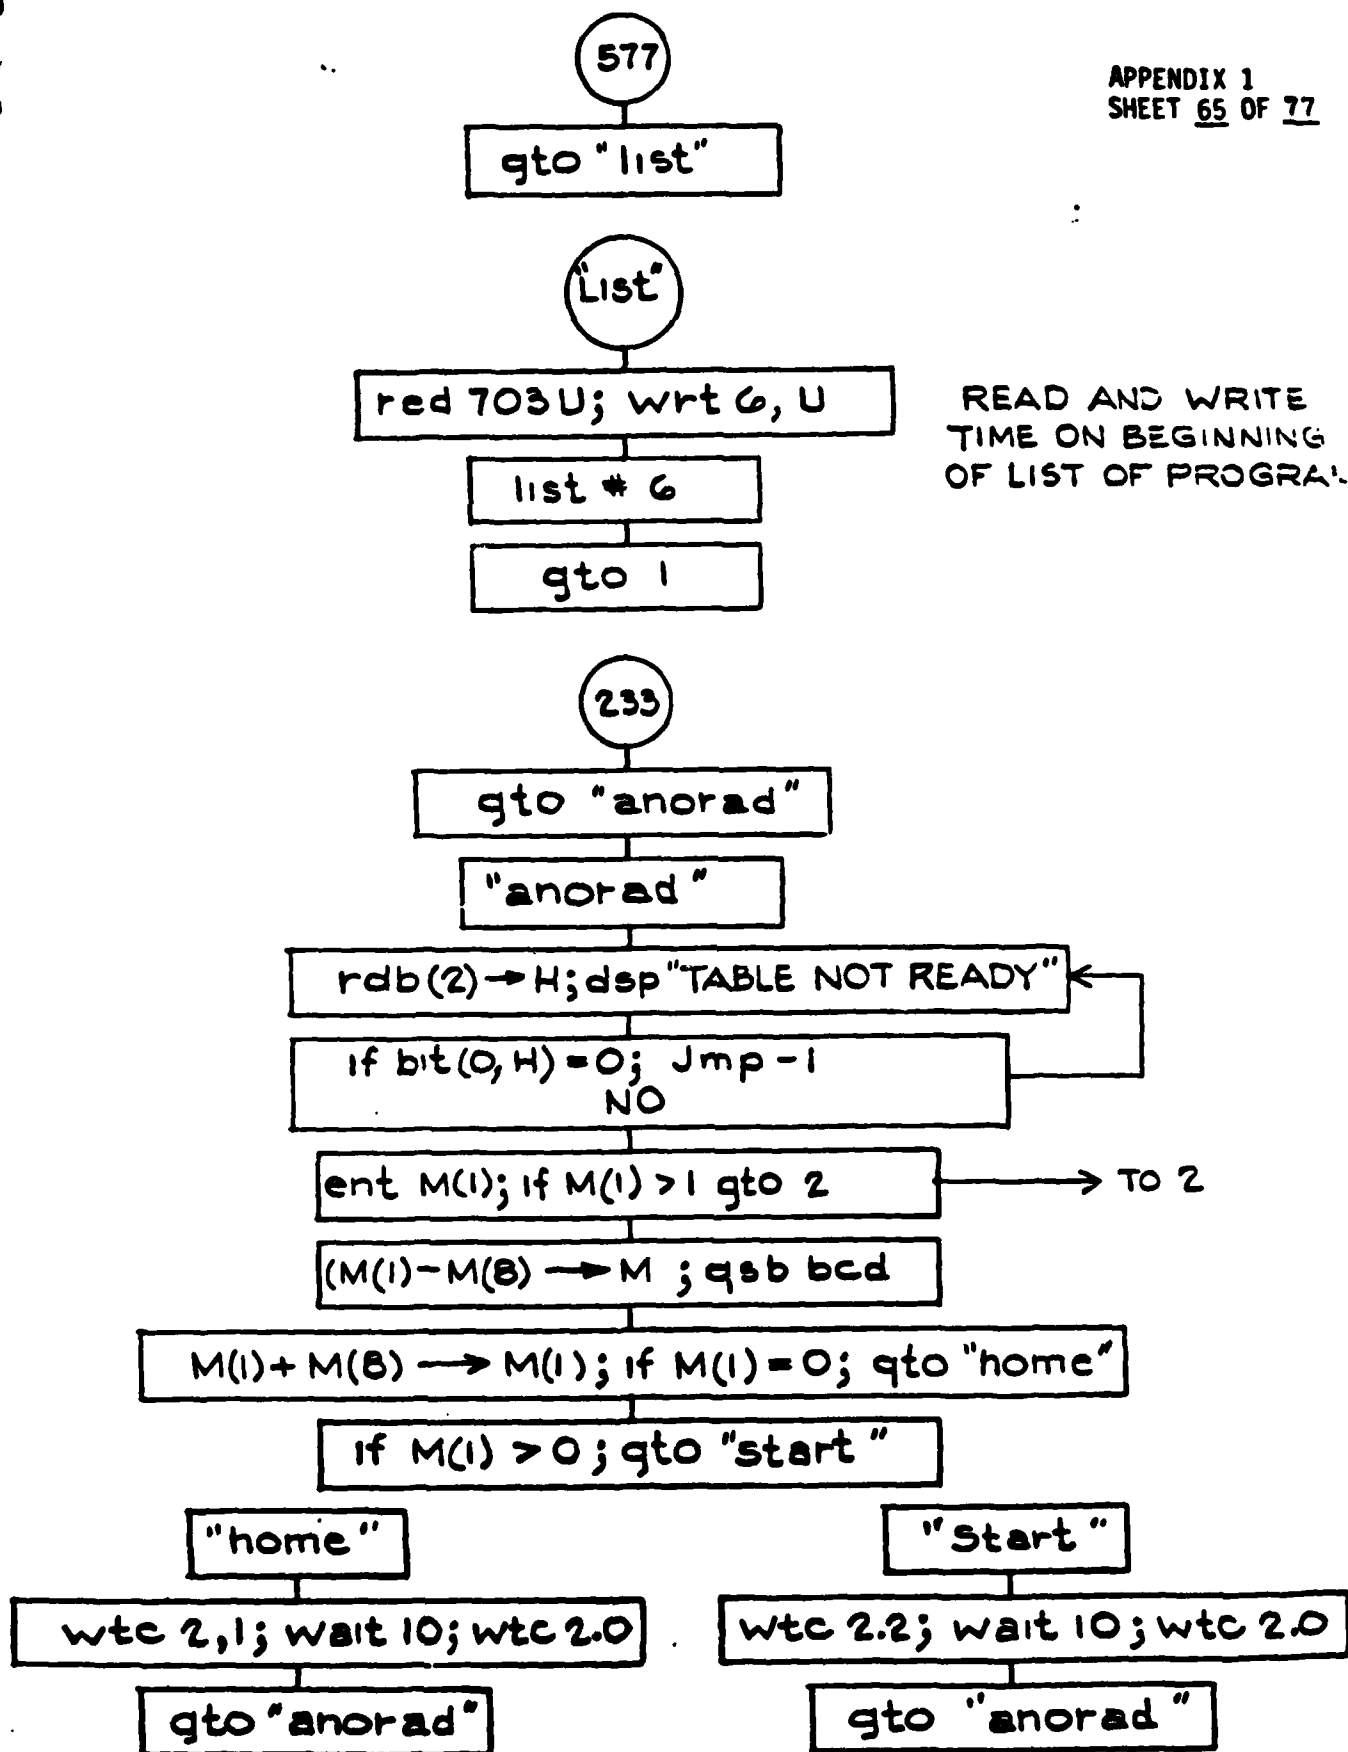 577
APPENDIX 1
SHEET 65 OF 77
gto "list"
"List"
red 703U; wrt 6, U
READ AND WRITE
TIME ON BEGINNING
OF LIST OF
list # 6
gto 1
233
gto "anorad"
"anorad"
rdb(2)→H; dsp"TABLE NOT READY"
if bit(0,H)=0; Jmp -1
NO
ent M(1); if M(1) >1 gto 2
TO 2
(M(1)-M(8)→M ; gsb bcd
M(1)+M(8)→M(1); if M(1)=0; gto "home"
if M(1) >0; gto "start"
"home"
"Start"
wtc 2,1; wait 10; wtc 2.0
wtc 2.2; wait 10; wtc 2.0
gto "anorad"
gto "anorad"